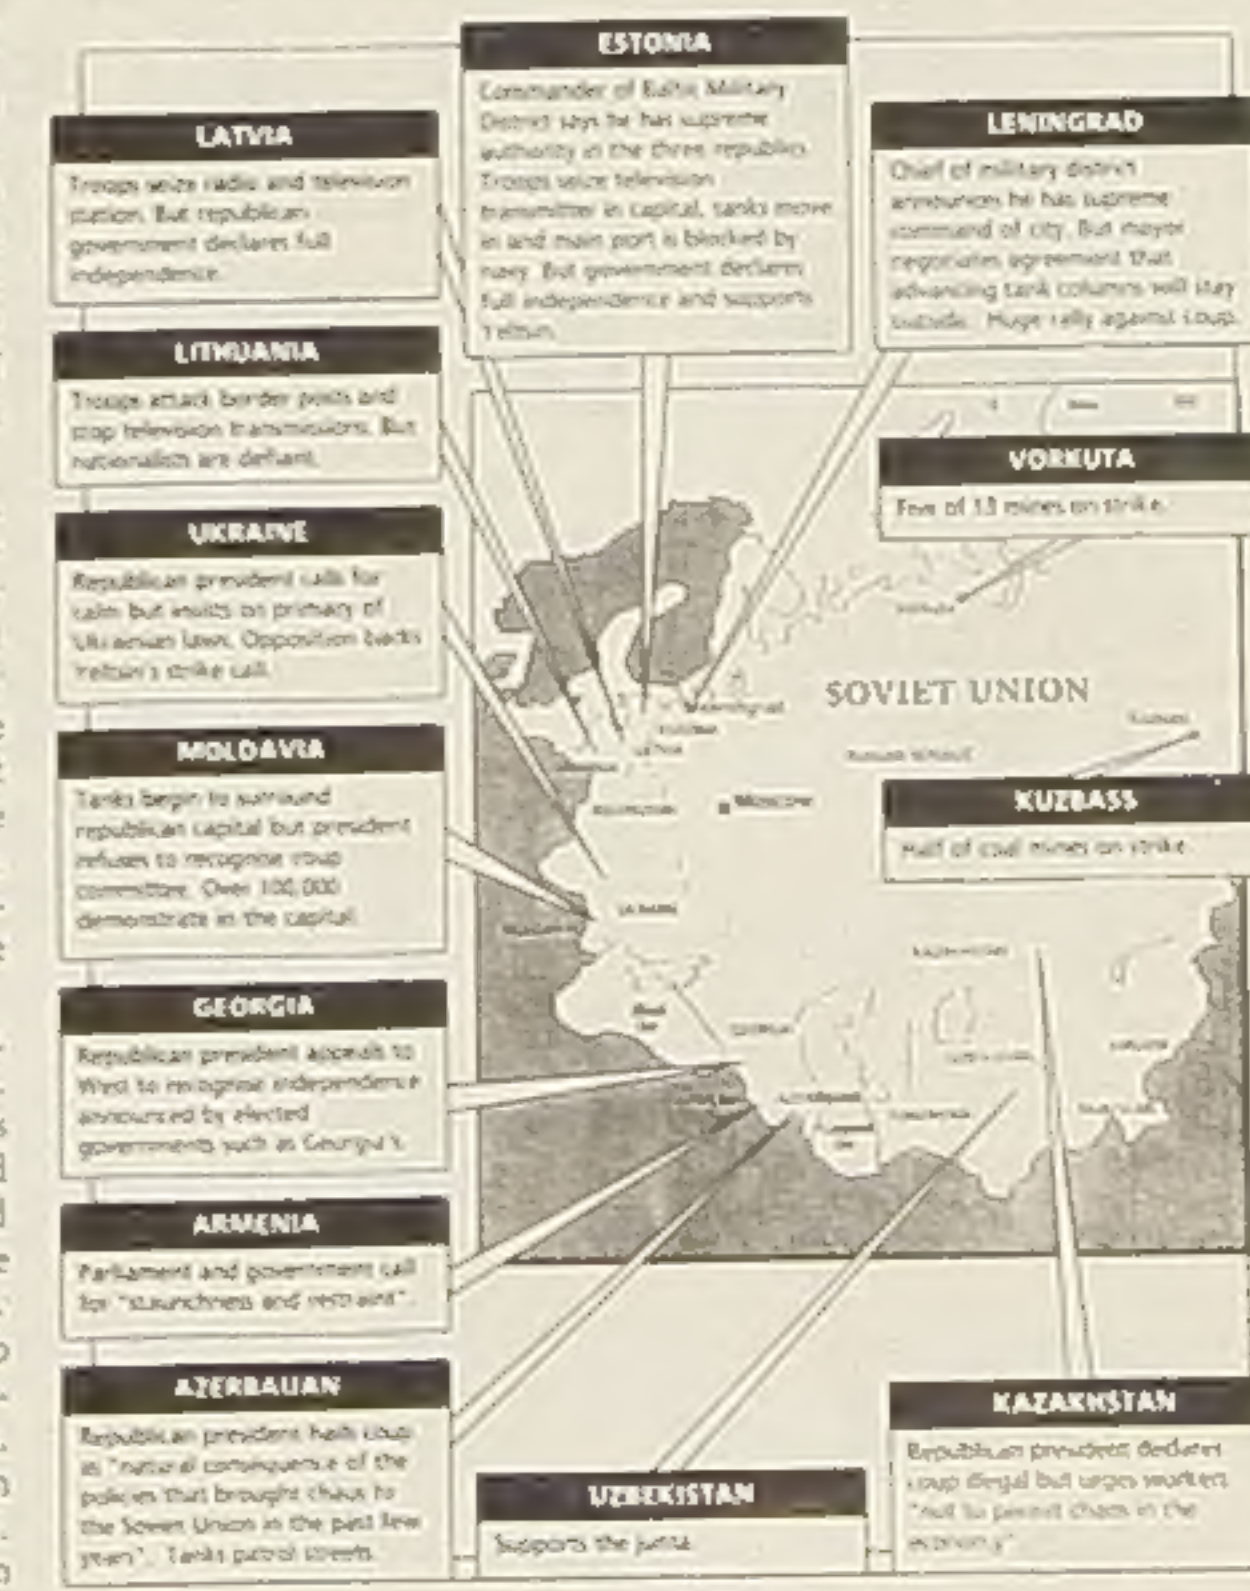 ESTONIA
Commander of Baltic Military
District says he has supreme
authority in the three republics.
Troops seize television
transmitter in capital, tanks move
in and main port is blocked by
navy. But government declares
full independence and supports
Yeltsin.
LATVIA
Troops seize radio and television
station. But republican
government declares full
independence.
LENINGRAD
Chief of military district
announces he has supreme
command of city. But mayor
negotiates agreement that
advancing tank columns will stay
outside. Huge rally against coup.
LITHUANIA
Troops attack border posts and
stop television transmissions. But
nationalists are defiant.
VORKUTA
Five of 13 mines on strike.
UKRAINE
Republican president calls for
calm but insists on primacy of
Ukrainian laws. Opposition backs
Yeltsin's strike call.
MOLDAVIA
Tanks begin to surround
republican capital but president
refuses to recognise coup
committee. Over 100,000
demonstrate in the capital.
KUZBASS
Half of coal mines on strike.
GEORGIA
Republican president appeals to
West to recognise independence
announced by elected
governments such as Georgia's.
ARMENIA
Parliament and government call
for "staunchness and restraint".
AZERBAIJAN
Republican president hails coup
as "natural consequence of the
policies that brought chaos to
the Soviet Union in the past few
years". Tanks patrol streets.
UZBEKISTAN
Supports the junta.
KAZAKHSTAN
Republican president declares
coup illegal but urges workers
"not to permit chaos in the
economy".
SOVIET UNION
Leningrad
Moscow
UKRAINE
Black
Sea
GEORGIA
AZERBAIJAN
KAZAKHSTAN